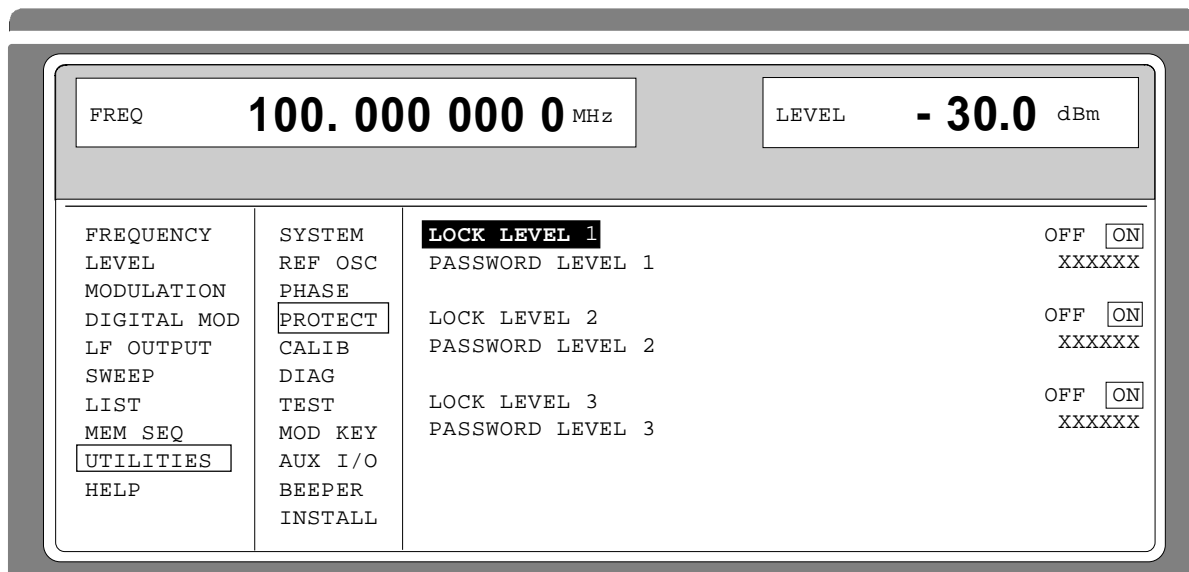 FREQ 100. 000 000 0 MHz LEVEL - 30.0 dBm
FREQUENCY SYSTEM LOCK LEVEL 1 OFF ON
LEVEL REF OSC PASSWORD LEVEL 1 XXXXXX
MODULATION PHASE
DIGITAL MOD PROTECT LOCK LEVEL 2 OFF ON
LF OUTPUT CALIB PASSWORD LEVEL 2 XXXXXX
SWEEP DIAG
LIST TEST LOCK LEVEL 3 OFF ON
MEM SEQ MOD KEY PASSWORD LEVEL 3 XXXXXX
UTILITIES AUX I/O
HELP BEEPER
INSTALL